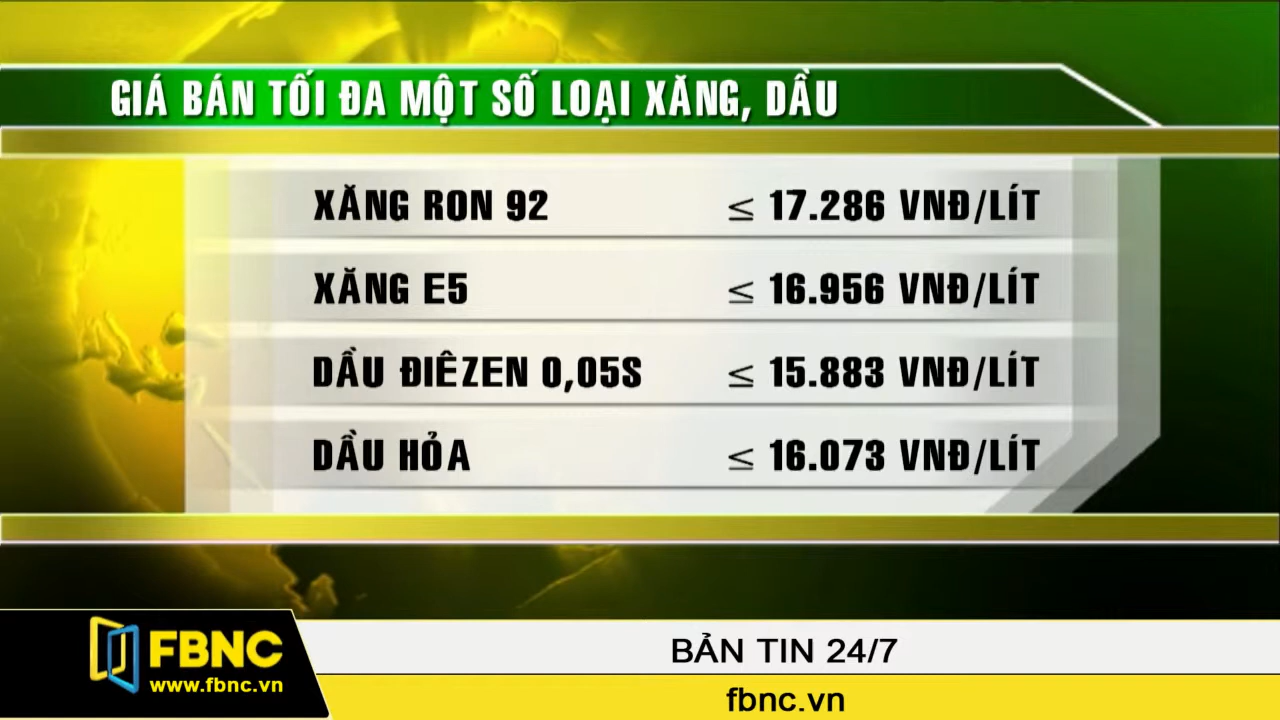 GIÁ BÁN TỐI ĐA MỘT SỐ LOẠI XĂNG, DẦU
XĂNG RON 92 ≤ 17.286 VNĐ/LÍT
XĂNG E5 ≤ 16.956 VNĐ/LÍT
DẦU ĐIÊZEN 0,05S ≤ 15.883 VNĐ/LÍT
DẦU HỎA ≤ 16.073 VNĐ/LÍT
FBNC
www.fbnc.vn
BẢN TIN 24/7
fbnc.vn